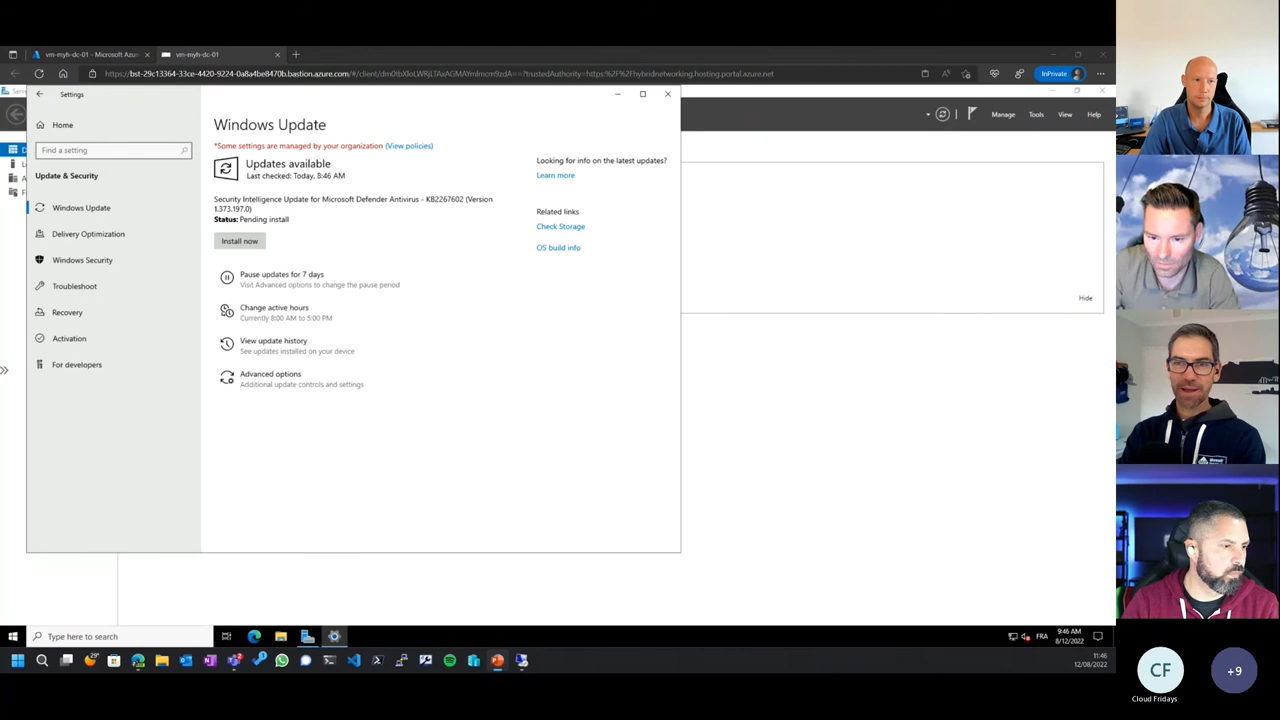 vm-myh-dc-01 - Microsoft Az
vm-myh-dc-01
InPrivate
Settings
Manage
Tools
View
Help
Home
Find a setting
Update & Security
Windows Update
Delivery Optimization
Windows Security
Troubleshoot
Recovery
Activation
For developers
Windows Update
*Some settings are managed by your organization (View policies)
Updates available
Last checked: Today, 8:46 AM
Security Intelligence Update for Microsoft Defender Antivirus - KB2267602 (Version
1.373.197.0)
Status: Pending install
Install now
Pause updates for 7 days
Visit Advanced options to change the pause period
Change active hours
Currently 8:00 AM to 5:00 PM
View update history
See updates installed on your device
Advanced options
Additional update controls and settings
Looking for info on the latest updates?
Learn more
Related links
Check Storage
OS build info
Hide
Type here to search
FRA
9:46 AM
8/12/2022
29°
11:46
12/08/2022
CF
Cloud Fridays
+9